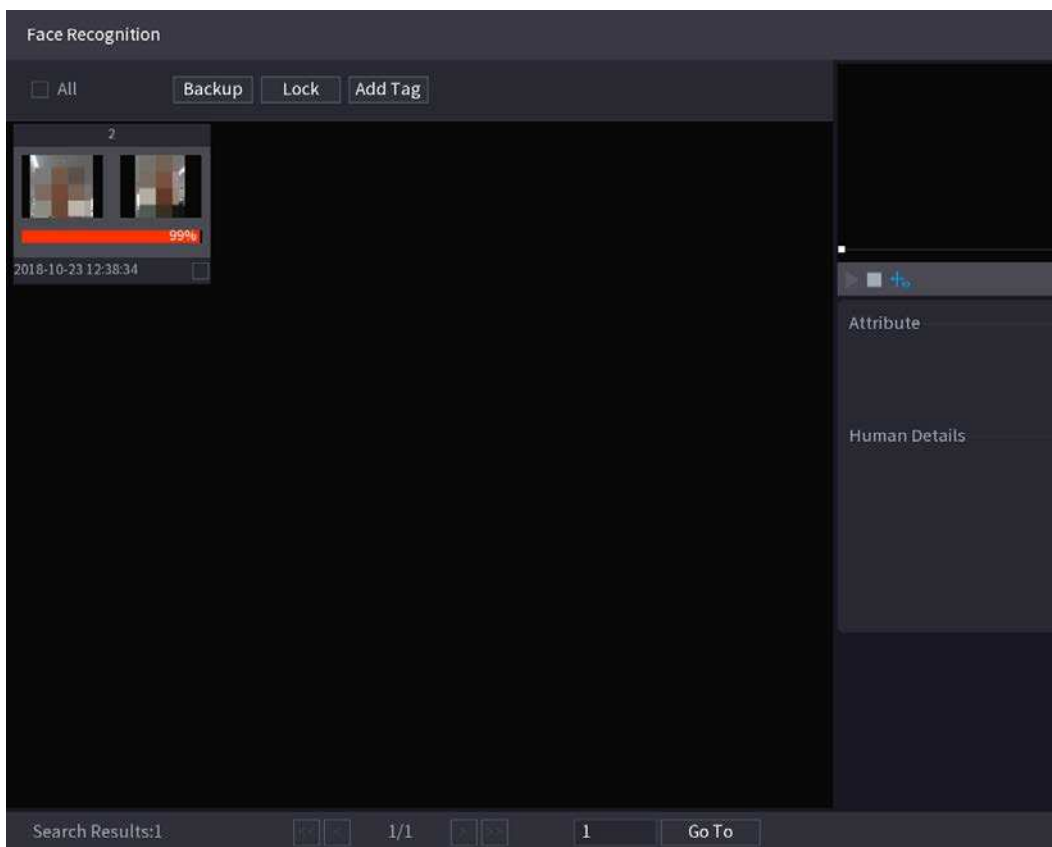 Face Recognition
All Backup Lock Add Tag
2
99%
2018-10-23 12:38:34
Attribute
Human Details
Search Results:1 << < 1/1 > >> 1 Go To